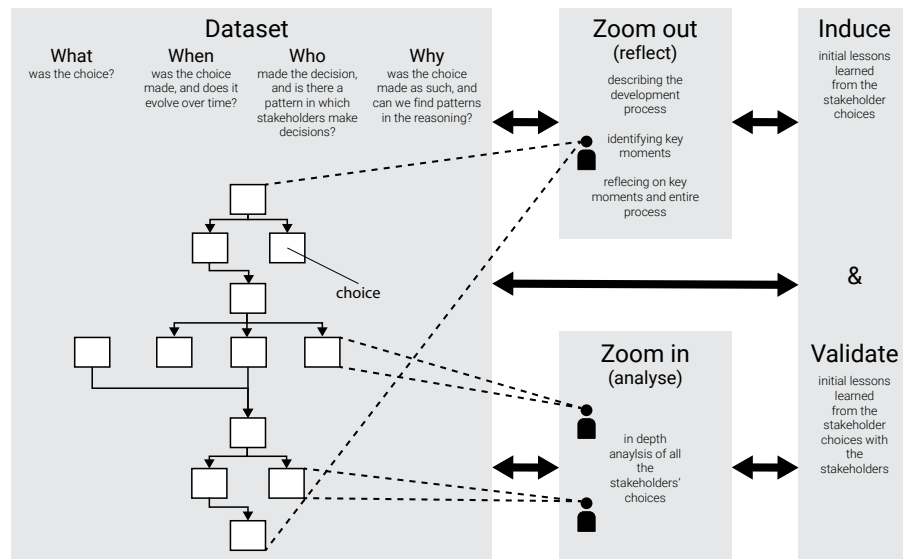 Dataset
What
was the choice?
When
was the choice
made, and does it
evolve over time?
Who
made the decision,
and is there a
pattern in which
stakeholders make
decisions?
Why
was the choice
made as such, and
can we find patterns
in the reasoning?
choice
Zoom out
(reflect)
describing the
development
process
identifying key
moments
reflecing on key
moments and entire
process
Zoom in
(analyse)
in depth
anaylsis of all
the
stakeholders'
choices
Induce
initial lessons
learned
from the
stakeholder
choices
&
Validate
initial lessons
learned
from the
stakeholder
choices with
the
stakeholders